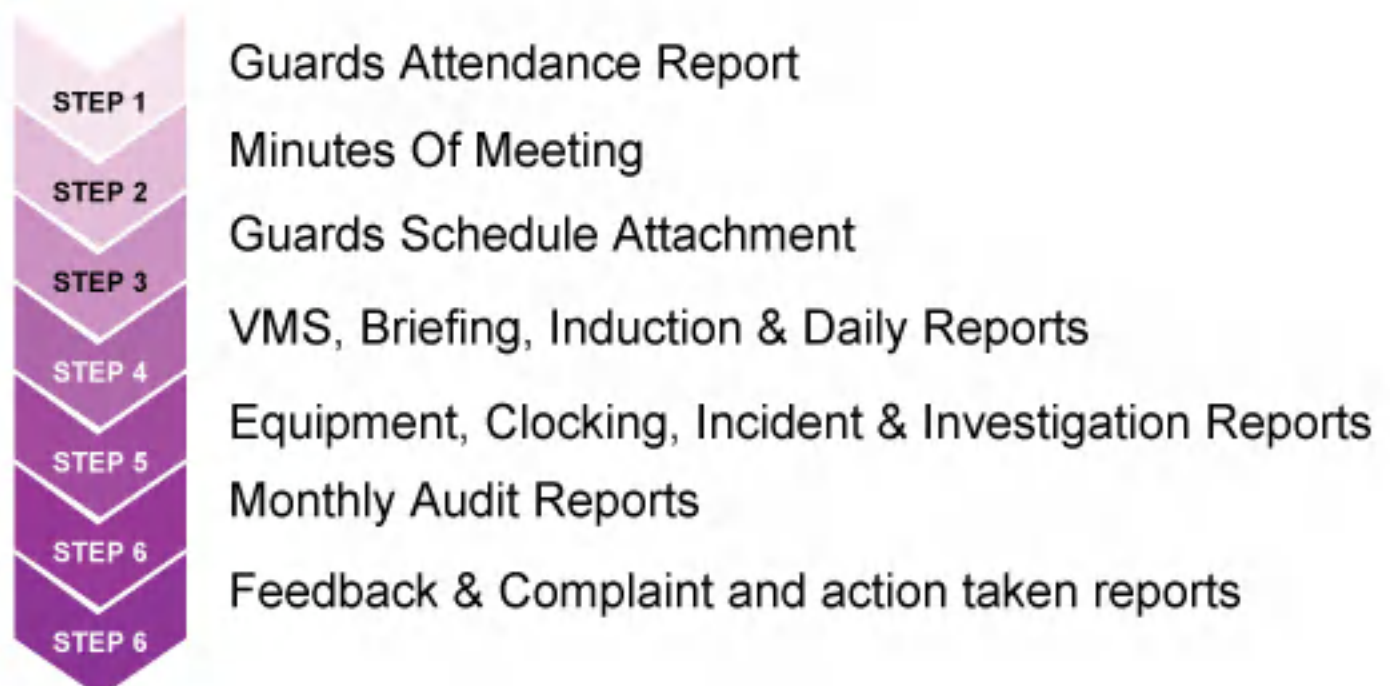 Guards Attendance Report
STEP 1
Minutes Of Meeting
STEP 2
Guards Schedule Attachment
STEP 3
VMS, Briefing, Induction & Daily Reports
STEP 4
Equipment, Clocking, Incident & Investigation Reports
STEP 5
Monthly Audit Reports
STEP 6
Feedback & Complaint and action taken reports
STEP 6